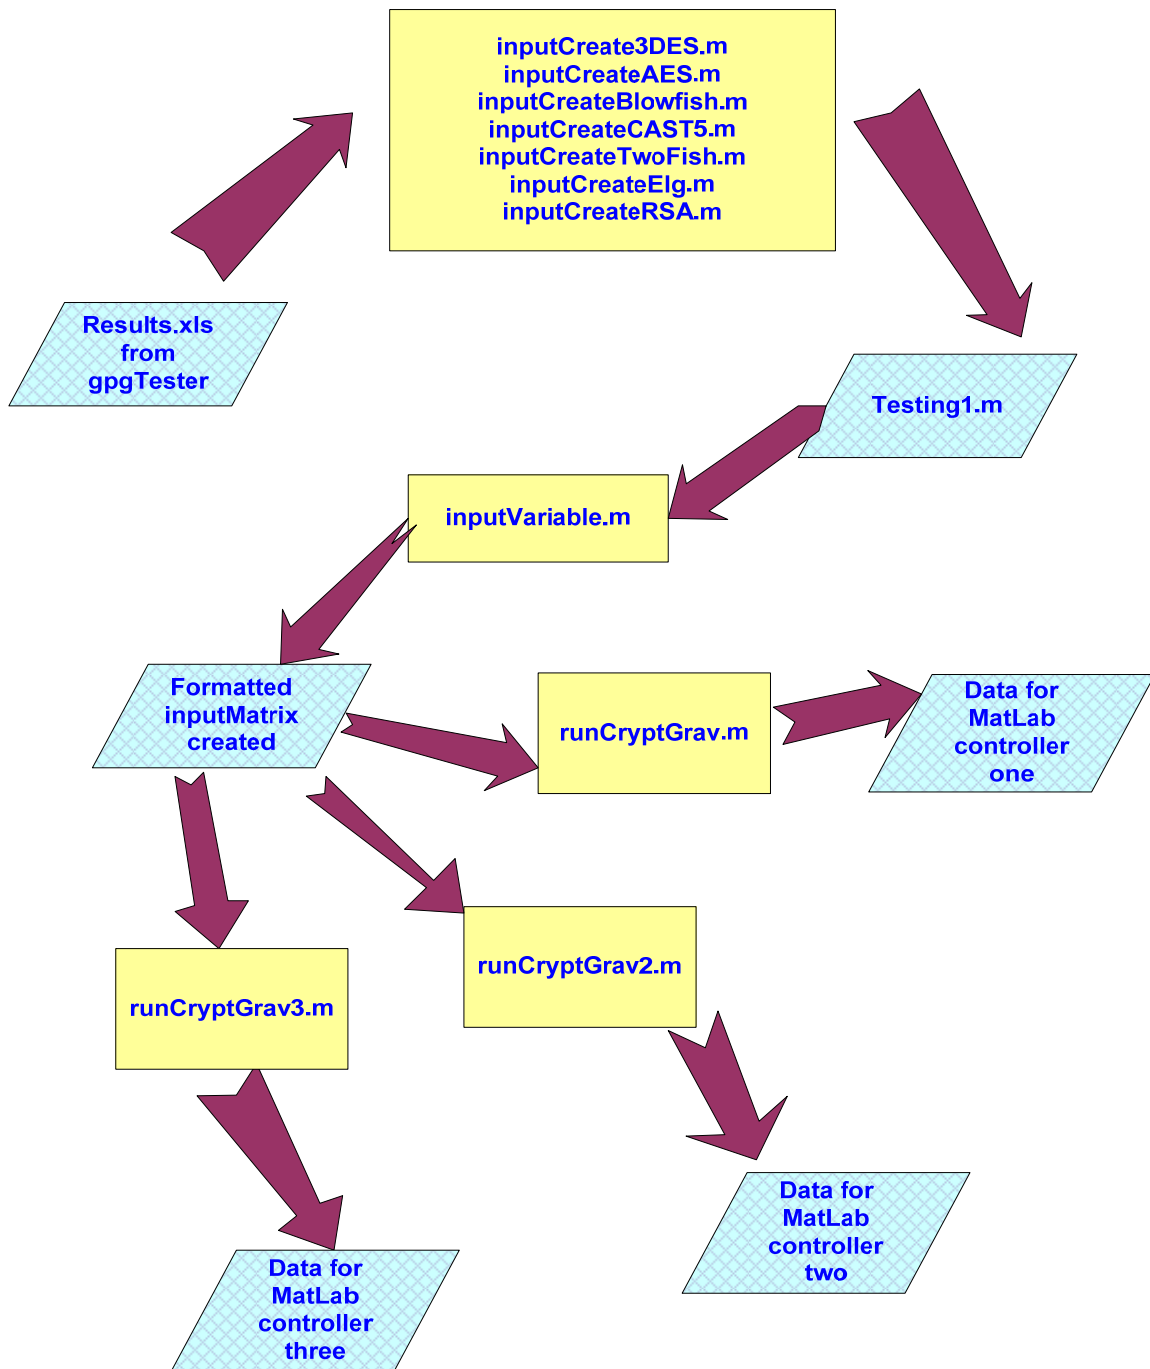 inputCreate3DES.m
inputCreateAES.m
inputCreateBlowfish.m
inputCreateCAST5.m
inputCreateTwoFish.m
inputCreateElg.m
inputCreateRSA.m
Results.xls
from
gpgTester
Testing1.m
inputVariable.m
Formatted
inputMatrix
created
runCryptGrav.m
Data for
MatLab
controller
one
runCryptGrav2.m
runCryptGrav3.m
Data for
MatLab
controller
two
Data for
MatLab
controller
three